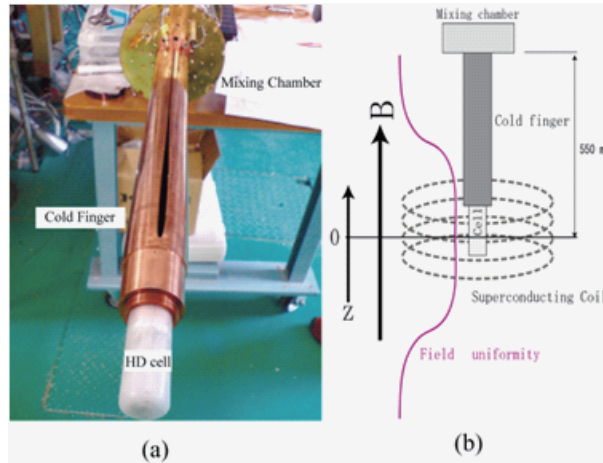 Mixing Chamber
Cold Finger
HD cell
(a)
Mixing chamber
Cold finger
B
550 m
Cell
0
Z
Superconducting Coil
Field uniformity
(b)